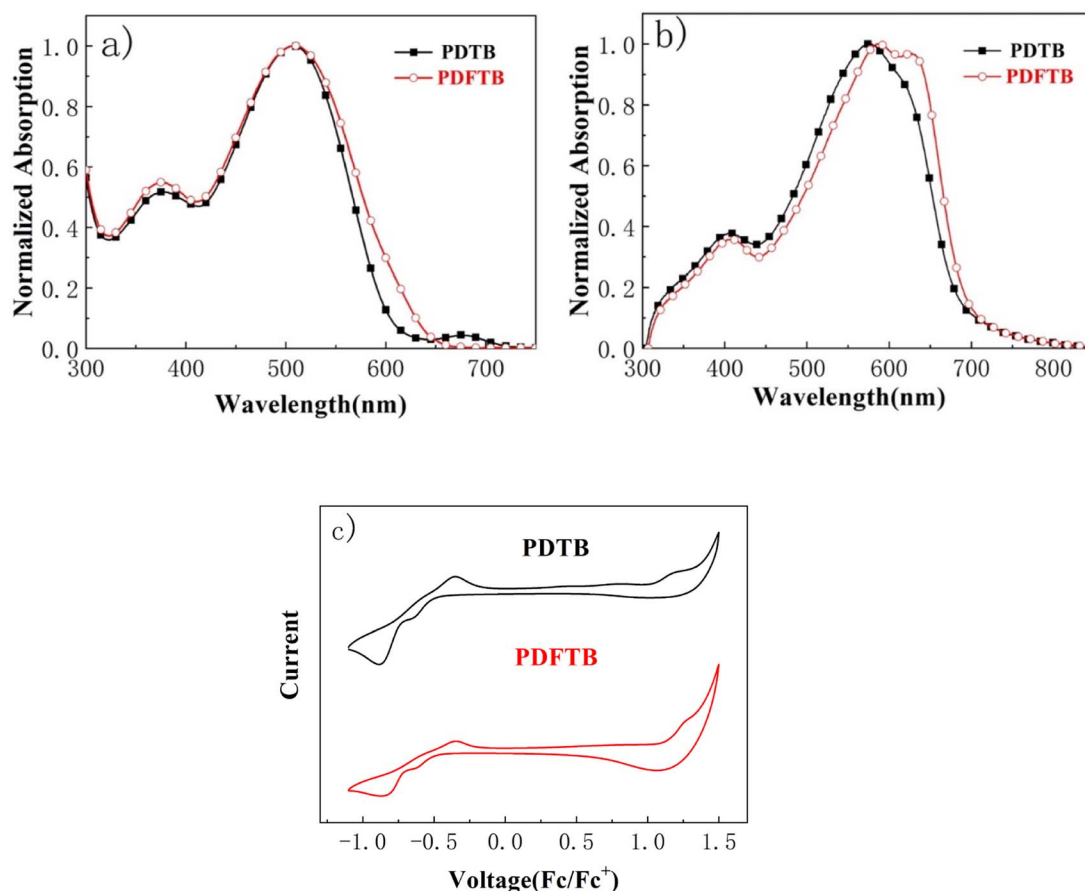 a)
PDTB
PDFTB
1.0
0.8
0.6
0.4
0.2
0.0
Normalized Absorption
300 400 500 600 700
Wavelength(nm)
b)
PDTB
PDFTB
1.0
0.8
0.6
0.4
0.2
0.0
Normalized Absorption
300 400 500 600 700 800
Wavelength(nm)
c)
PDTB
PDFTB
Current
-1.0 -0.5 0.0 0.5 1.0 1.5
Voltage(Fc/Fc⁺)